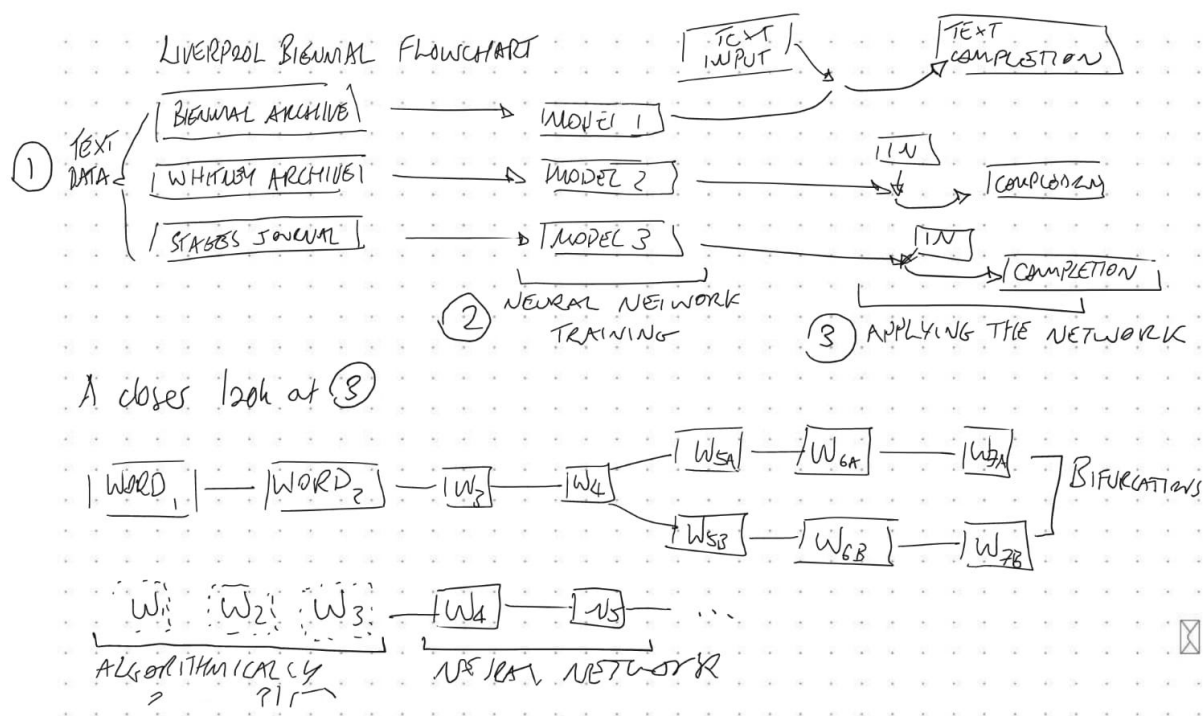 LIVERPOOL BIENNIAL FLOWCHART
TEXT INPUT
TEXT COMPLETION
1 TEXT DATA
BIENNIAL ARCHIVE
MODEL 1
WHITNEY ARCHIVE
MODEL 2
IN
STAGES JOURNAL
MODEL 3
IN
COMPLETION
2 NEURAL NETWORK
TRAINING
3 APPLYING THE NETWORK
A closer look at 3
WORD1 WORD2 W3 W4
W5A W6A W7A
BIFURCATIONS
W5B W6B W7B
W1 W2 W3 W4 W5 ...
ALGORITHMICALLY NEURAL NETWORK
?